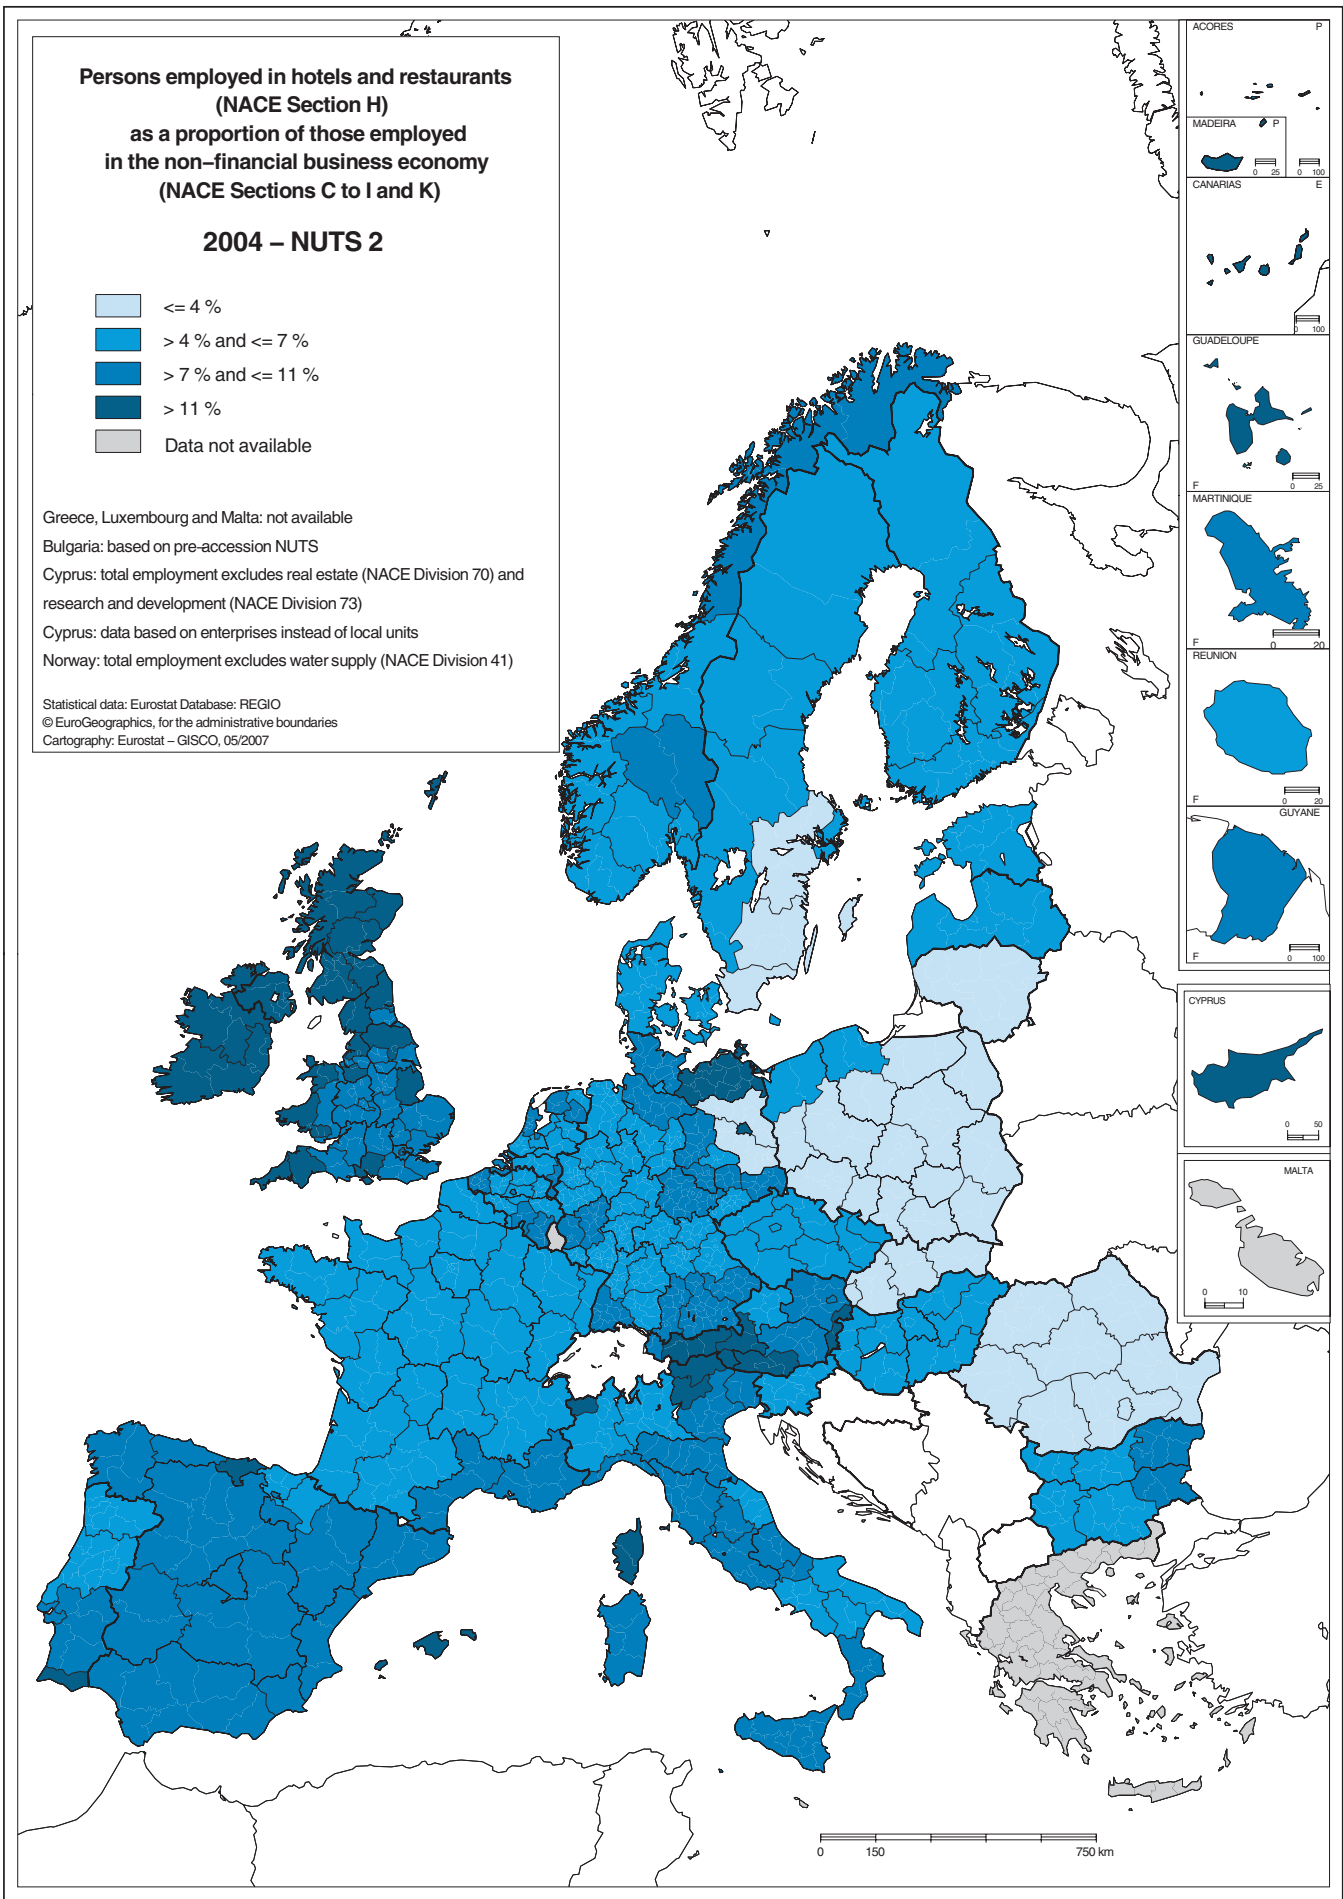 Persons employed in hotels and restaurants
(NACE Section H)
as a proportion of those employed
in the non–financial business economy
(NACE Sections C to I and K)
2004 – NUTS 2
<= 4 %
> 4 % and <= 7 %
> 7 % and <= 11 %
> 11 %
Data not available
Greece, Luxembourg and Malta: not available
Bulgaria: based on pre-accession NUTS
Cyprus: total employment excludes real estate (NACE Division 70) and
research and development (NACE Division 73)
Cyprus: data based on enterprises instead of local units
Norway: total employment excludes water supply (NACE Division 41)
Statistical data: Eurostat Database: REGIO
© EuroGeographics, for the administrative boundaries
Cartography: Eurostat – GISCO, 05/2007
ACORES P
MADEIRA P
0 25 0 100
CANARIAS E
0 100
GUADELOUPE
F 0 25
MARTINIQUE
F 0 20
REUNION
F 0 20
GUYANE
F 0 100
CYPRUS
0 50
MALTA
0 10
0 150 750 km